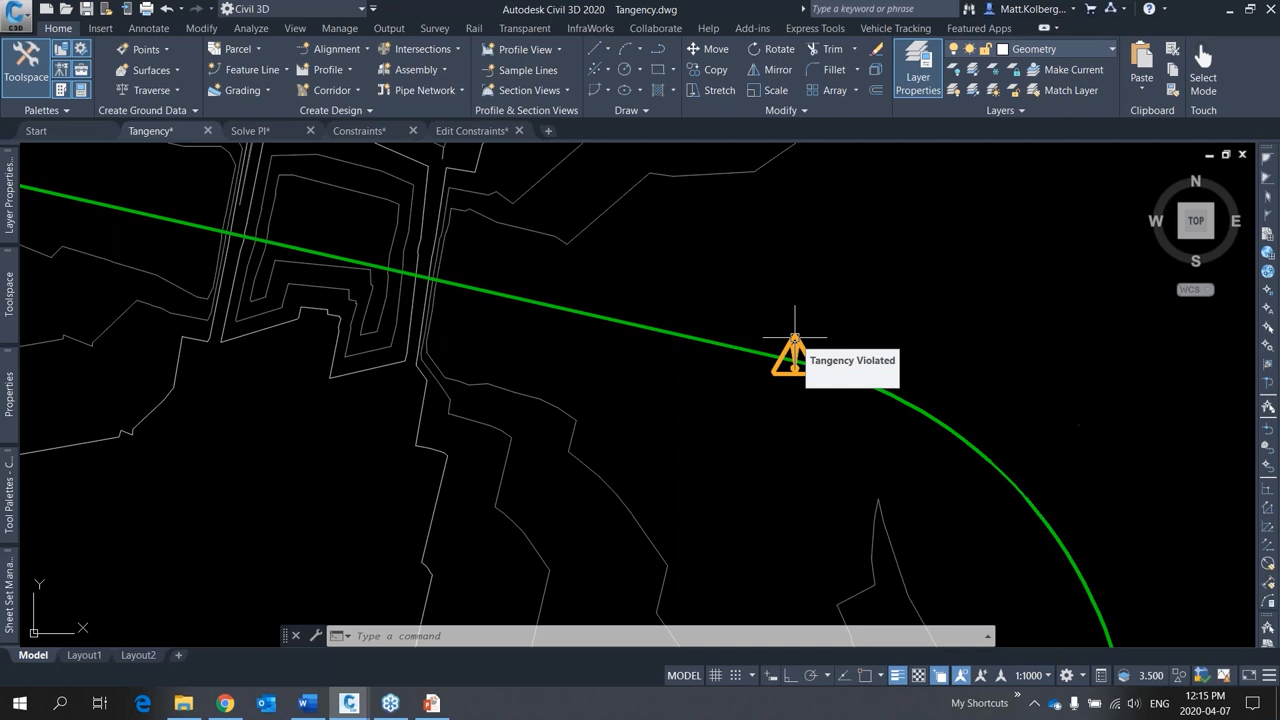 C3D
Civil 3D
Autodesk Civil 3D 2020 Tangency.dwg
Type a keyword or phrase
Matt.Kolberg...
Home Insert Annotate Modify Analyze View Manage Output Survey Rail Transparent InfraWorks Collaborate Help Add-ins Express Tools Vehicle Tracking Featured Apps
Toolspace
Points
Surfaces
Traverse
Parcel
Feature Line
Grading
Alignment
Profile
Corridor
Intersections
Assembly
Pipe Network
Profile View
Sample Lines
Section Views
Move
Copy
Stretch
Rotate
Mirror
Scale
Trim
Fillet
Array
Layer
Properties
Geometry
Make Current
Match Layer
Paste
Select
Mode
Palettes
Create Ground Data
Create Design
Profile & Section Views
Draw
Modify
Layers
Clipboard
Touch
Start
Tangency*
Solve PI*
Constraints*
Edit Constraints*
Layer Properties...
Toolspace
Properties
Tool Palettes - C...
Sheet Set Mana...
N
W
TOP
E
S
WCS
Tangency Violated
Y
X
Type a command
Model
Layout1
Layout2
MODEL
1:1000
3.500
My Shortcuts
ENG
12:15 PM
2020-04-07